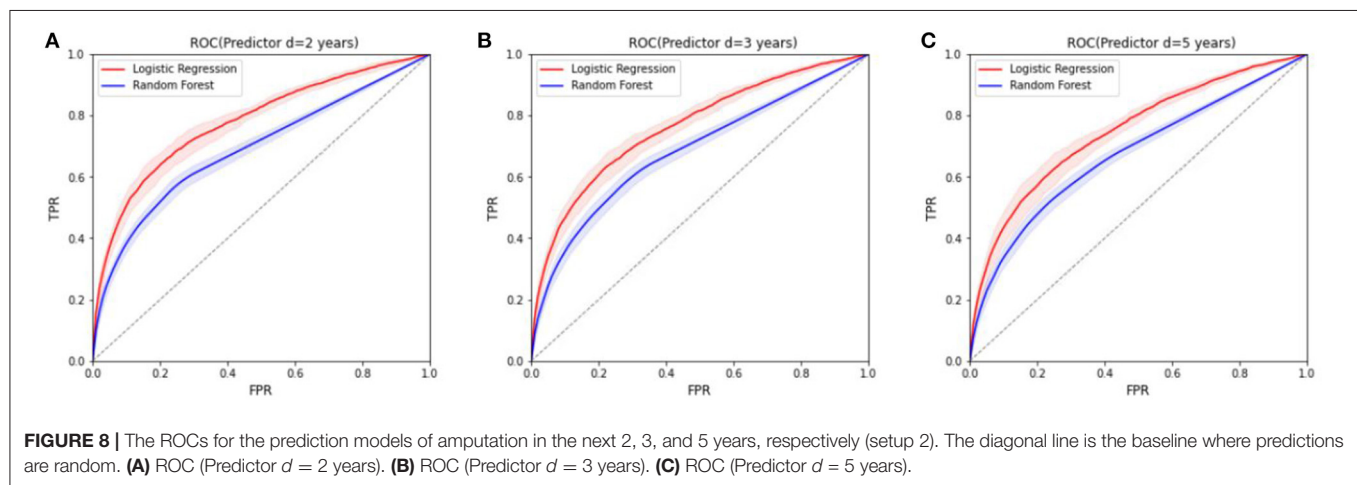 A
ROC(Predictor d=2 years)
1.0
0.8
0.6
0.4
0.2
0.0
TPR
Logistic Regression
Random Forest
0.0 0.2 0.4 0.6 0.8 1.0
FPR
B
ROC(Predictor d=3 years)
1.0
0.8
0.6
0.4
0.2
0.0
TPR
Logistic Regression
Random Forest
0.0 0.2 0.4 0.6 0.8 1.0
FPR
C
ROC(Predictor d=5 years)
1.0
0.8
0.6
0.4
0.2
0.0
TPR
Logistic Regression
Random Forest
0.0 0.2 0.4 0.6 0.8 1.0
FPR
FIGURE 8 | The ROCs for the prediction models of amputation in the next 2, 3, and 5 years, respectively (setup 2). The diagonal line is the baseline where predictions
are random. (A) ROC (Predictor d = 2 years). (B) ROC (Predictor d = 3 years). (C) ROC (Predictor d = 5 years).